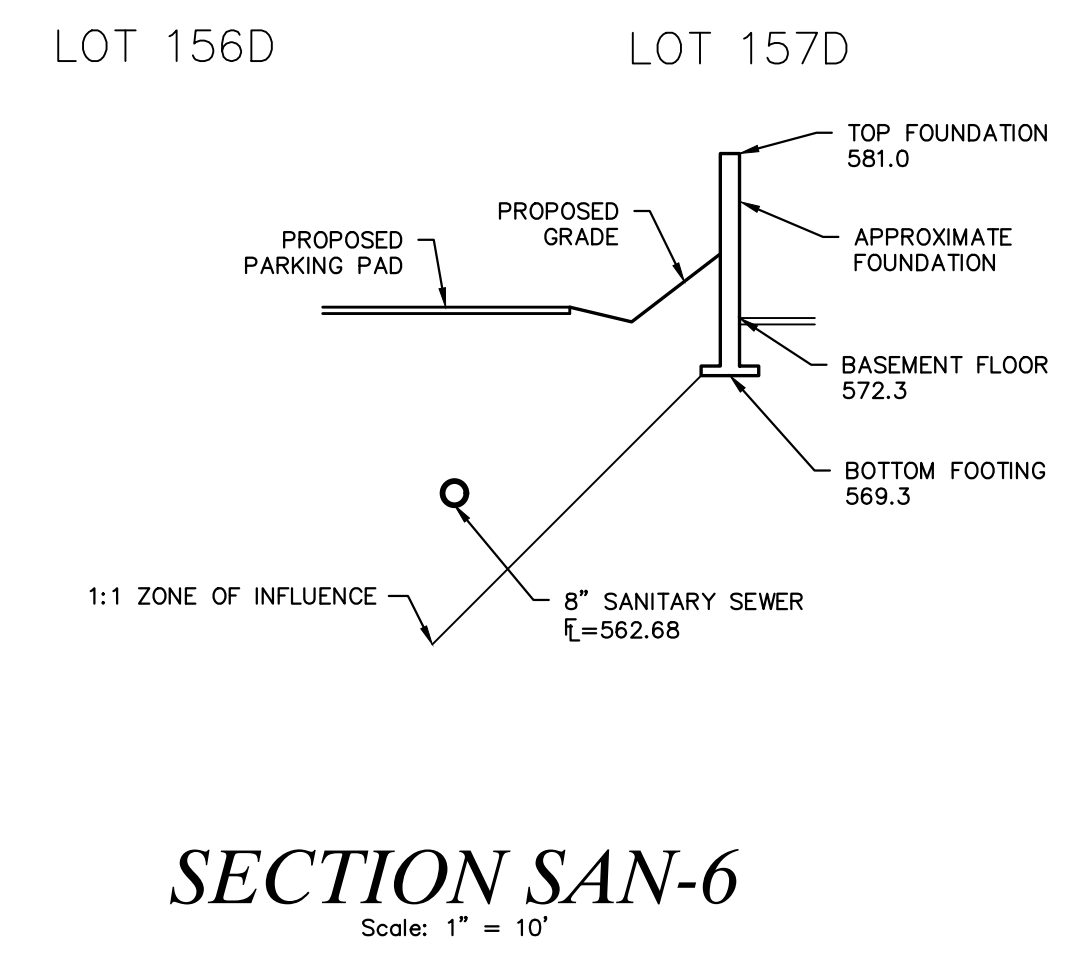 LOT 156D
LOT 157D
TOP FOUNDATION
581.0
PROPOSED
GRADE
APPROXIMATE
FOUNDATION
PROPOSED
PARKING PAD
BASEMENT FLOOR
572.3
BOTTOM FOOTING
569.3
1:1 ZONE OF INFLUENCE
8” SANITARY SEWER
FL=562.68
SECTION SAN-6
Scale: 1” = 10’